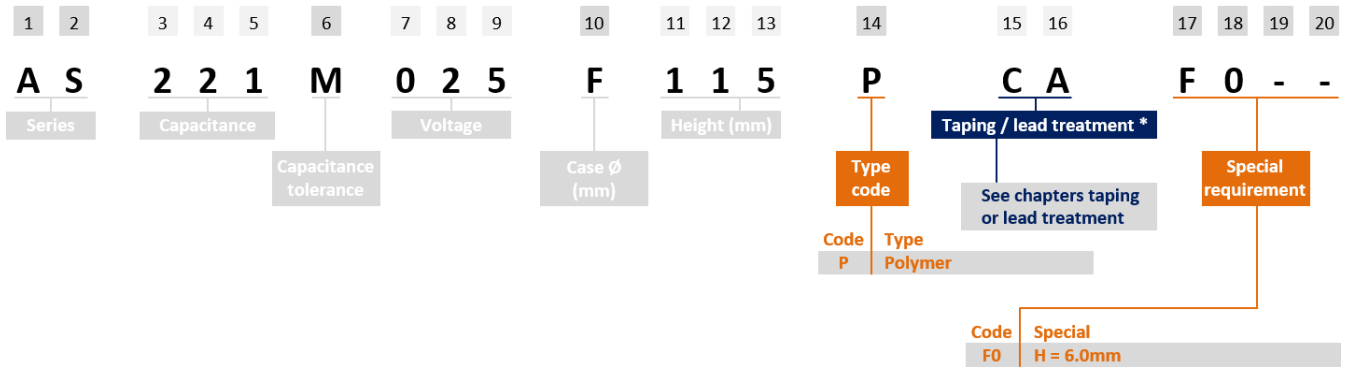 1 2 3 4 5 6 7 8 9 10 11 12 13 14 15 16 17 18 19 20
A S 2 2 1 M 0 2 5 F 1 1 5 P C A F 0 - -
Series Capacitance Voltage Height (mm) Taping / lead treatment *
Capacitance
tolerance
Case Ø
(mm)
Type
code
See chapters taping
or lead treatment
Special
requirement
Code Type
P Polymer
Code Special
F0 H = 6.0mm